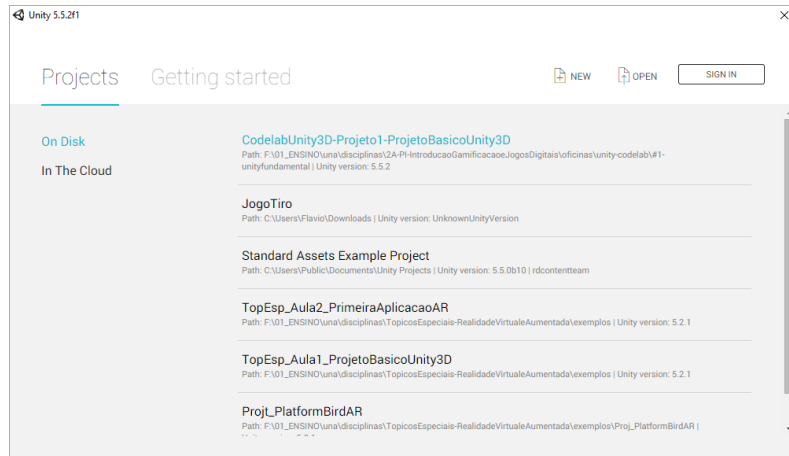 Unity 5.5.2f1
Projects Getting started NEW OPEN SIGN IN
On Disk
In The Cloud
CodelabUnity3D-Projeto1-ProjetoBasicoUnity3D
Path: F:\01_ENSINO\una\disciplinas\2A-PI-IntroducaoGamificacaoeJogosDigitais\oficinas\unity-codelab\#1-
unityfundamental | Unity version: 5.5.2
JogoTiro
Path: C:\Users\Flavio\Downloads | Unity version: UnknownUnityVersion
Standard Assets Example Project
Path: C:\Users\Public\Documents\Unity Projects | Unity version: 5.5.0b10 | rdcontentteam
TopEsp_Aula2_PrimeiraAplicacaoAR
Path: F:\01_ENSINO\una\disciplinas\TopicosEspeciais-RealidadeVirtualeAumentada\exemplos | Unity version: 5.2.1
TopEsp_Aula1_ProjetoBasicoUnity3D
Path: F:\01_ENSINO\una\disciplinas\TopicosEspeciais-RealidadeVirtualeAumentada\exemplos | Unity version: 5.2.1
Projt_PlatformBirdAR
Path: F:\01_ENSINO\una\disciplinas\TopicosEspeciais-RealidadeVirtualeAumentada\exemplos\Proj_PlatformBirdAR |